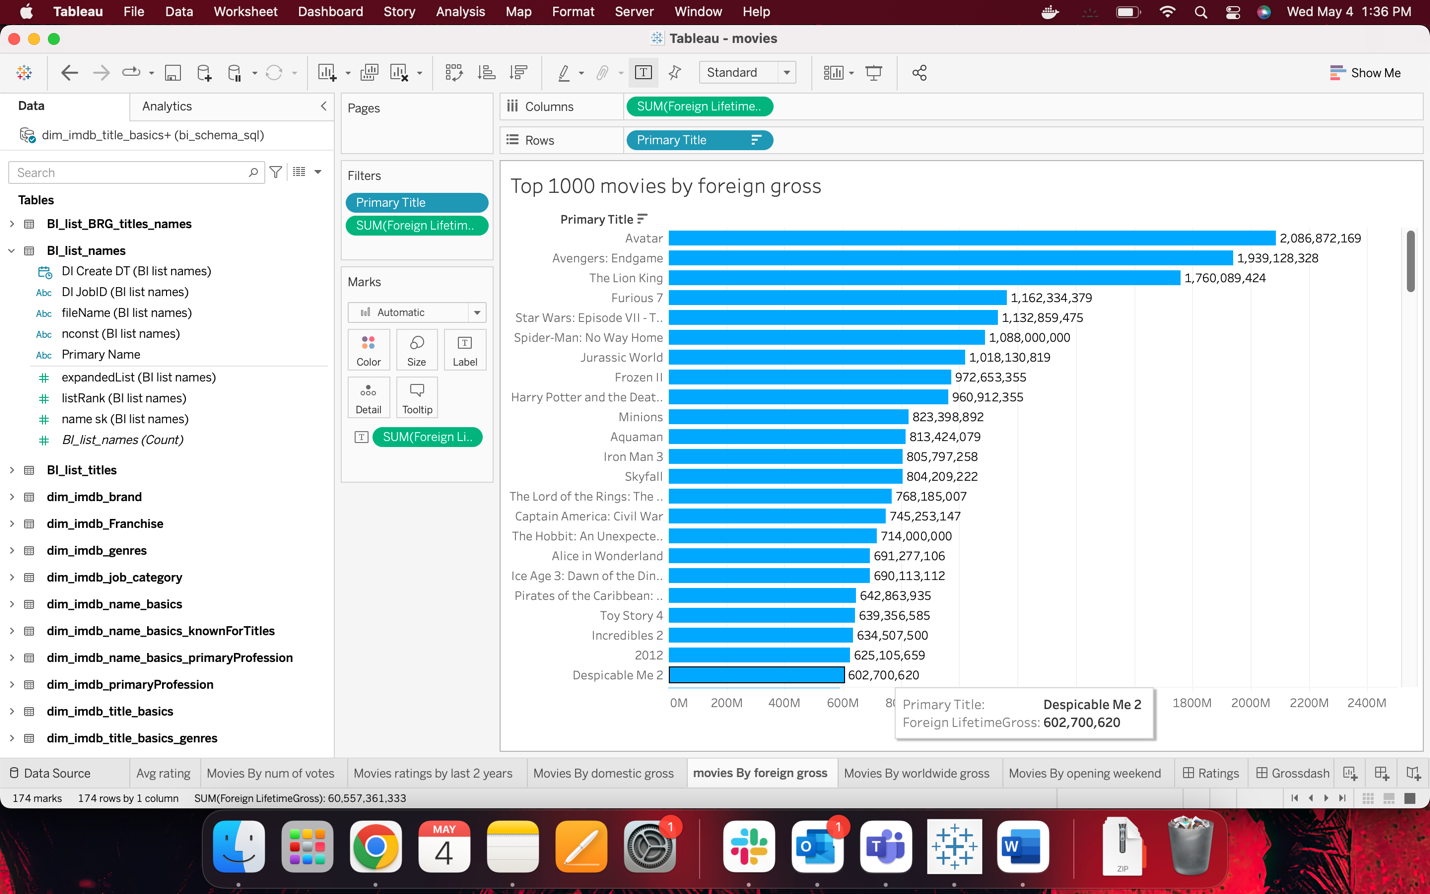 Tableau File Data Worksheet Dashboard Story Analysis Map Format Server Window Help Wed May 4 1:36 PM
Tableau - movies
Standard Show Me
Data Analytics
dim_imdb_title_basics+ (bi_schema_sql)
Search
Tables
BI_list_BRG_titles_names
BI_list_names
DI Create DT (BI list names)
Abc DI JobID (BI list names)
Abc fileName (BI list names)
Abc nconst (BI list names)
Abc Primary Name
expandedList (BI list names)
listRank (BI list names)
name sk (BI list names)
BI_list_names (Count)
BI_list_titles
dim_imdb_brand
dim_imdb_Franchise
dim_imdb_genres
dim_imdb_job_category
dim_imdb_name_basics
dim_imdb_name_basics_knownForTitles
dim_imdb_name_basics_primaryProfession
dim_imdb_primaryProfession
dim_imdb_title_basics
dim_imdb_title_basics_genres
Pages
Filters
Primary Title
SUM(Foreign Lifetim..
Marks
Automatic
Color Size Label
Detail Tooltip
SUM(Foreign Li..
Columns SUM(Foreign Lifetime..
Rows Primary Title
Top 1000 movies by foreign gross
Primary Title
Avatar 2,086,872,169
Avengers: Endgame 1,939,128,328
The Lion King 1,760,089,424
Furious 7 1,162,334,379
Star Wars: Episode VII - T.. 1,132,859,475
Spider-Man: No Way Home 1,088,000,000
Jurassic World 1,018,130,819
Frozen II 972,653,355
Harry Potter and the Deat.. 960,912,355
Minions 823,398,892
Aquaman 813,424,079
Iron Man 3 805,797,258
Skyfall 804,209,222
The Lord of the Rings: The .. 768,185,007
Captain America: Civil War 745,253,147
The Hobbit: An Unexpecte.. 714,000,000
Alice in Wonderland 691,277,106
Ice Age 3: Dawn of the Din.. 690,113,112
Pirates of the Caribbean: .. 642,863,935
Toy Story 4 639,356,585
Incredibles 2 634,507,500
2012 625,105,659
Despicable Me 2 602,700,620
0M 200M 400M 600M 8 1800M 2000M 2200M 2400M
Primary Title: Despicable Me 2
Foreign LifetimeGross: 602,700,620
Data Source Avg rating Movies By num of votes Movies ratings by last 2 years Movies By domestic gross movies By foreign gross Movies By worldwide gross Movies By opening weekend Ratings Grossdash
174 marks 174 rows by 1 column SUM(Foreign LifetimeGross): 60,557,361,333
MAY
4
1
1
ZIP